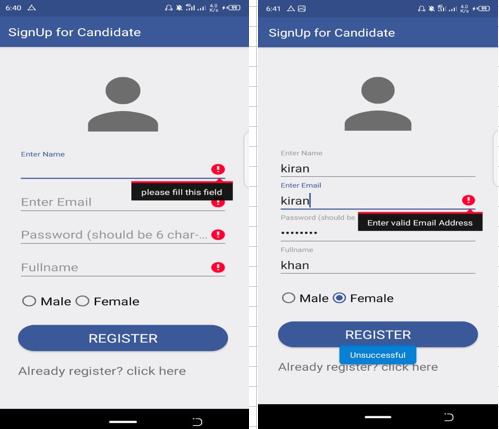 6:40
SignUp for Candidate
Enter Name
please fill this field
Enter Email
Password (should be 6 char-...
Fullname
Male Female
REGISTER
Already register? click here
6:41
SignUp for Candidate
Enter Name
kiran
Enter Email
kiran
Password (should be
Enter valid Email Address
Fullname
khan
Male Female
REGISTER
Unsuccessful
Already register? click here